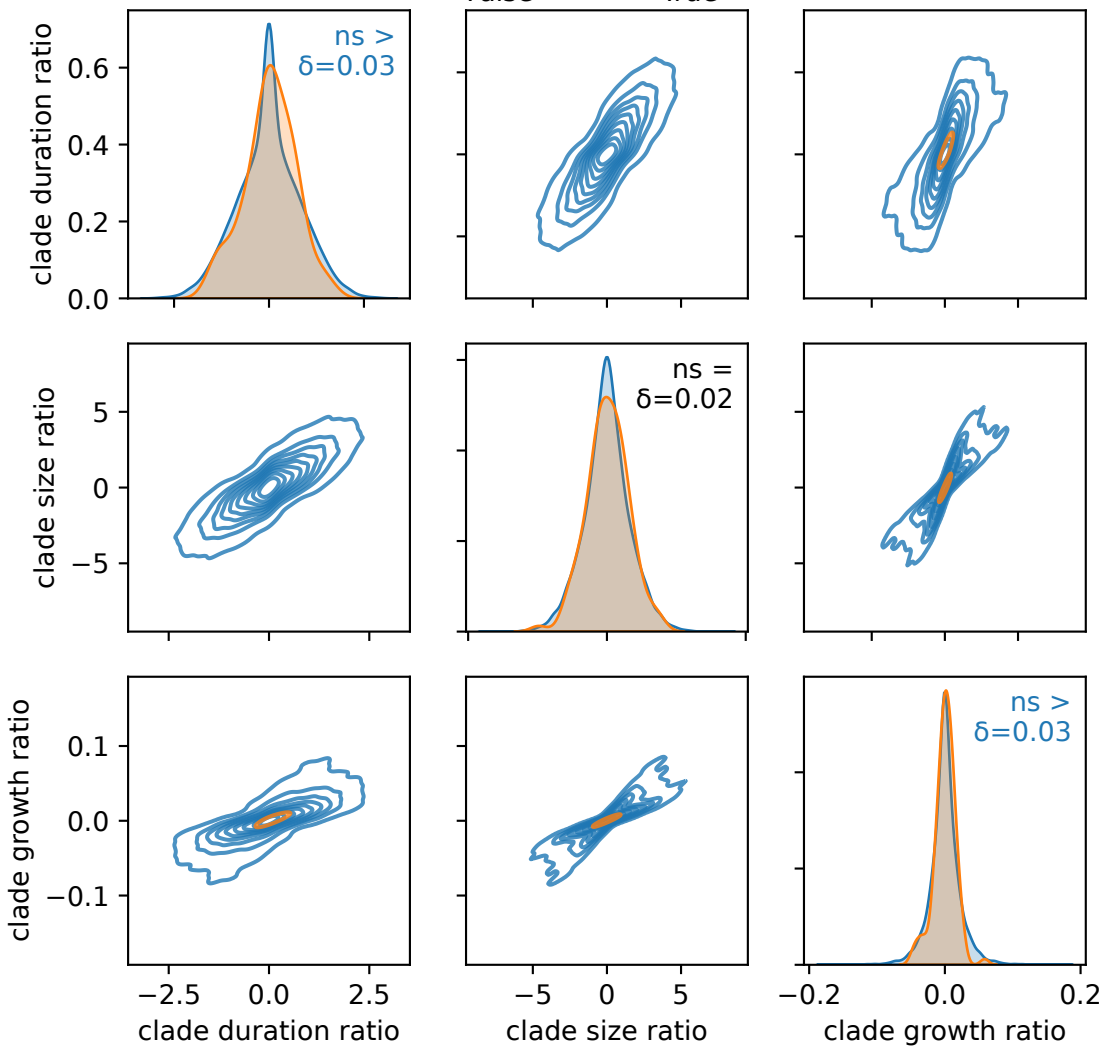 ns >
δ=0.03
clade duration ratio
0.6
0.4
0.2
0.0
ns =
δ=0.02
clade size ratio
5
0
−5
−5 0 5
ns >
δ=0.03
clade growth ratio
0.1
0.0
−0.1
−2.5 0.0 2.5 −5 0 5 −0.2 0.0 0.2
clade duration ratio clade size ratio clade growth ratio